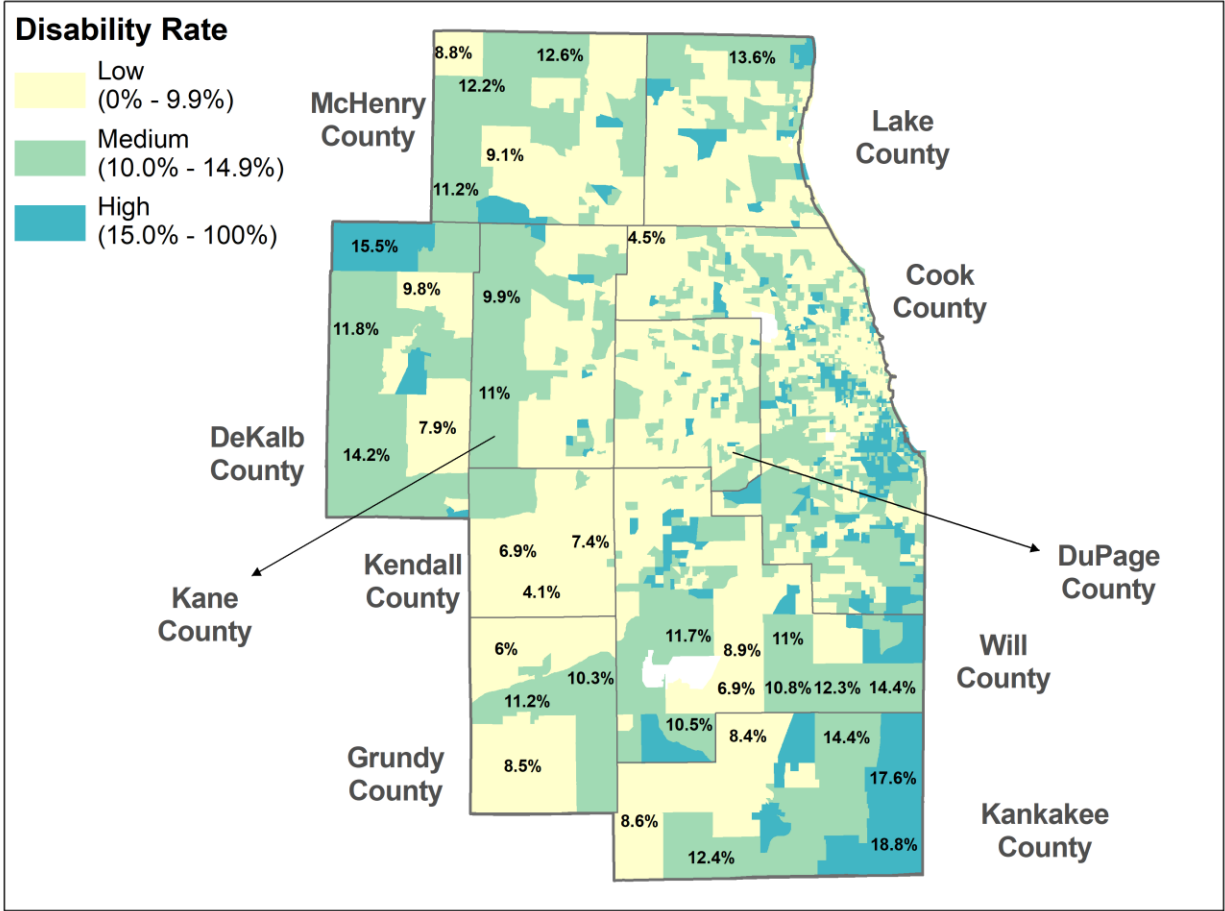 Disability Rate
Low
(0% - 9.9%)
Medium
(10.0% - 14.9%)
High
(15.0% - 100%)
8.8%
12.6%
13.6%
12.2%
McHenry
County
Lake
County
9.1%
11.2%
4.5%
15.5%
Cook
County
9.8%
9.9%
11.8%
11%
7.9%
DeKalb
County
14.2%
7.4%
6.9%
4.1%
Kendall
County
DuPage
County
Kane
County
11.7%
11%
8.9%
6%
Will
County
10.3%
6.9%
10.8%
12.3%
14.4%
11.2%
10.5%
8.4%
14.4%
Grundy
County
8.5%
17.6%
8.6%
Kankakee
County
18.8%
12.4%